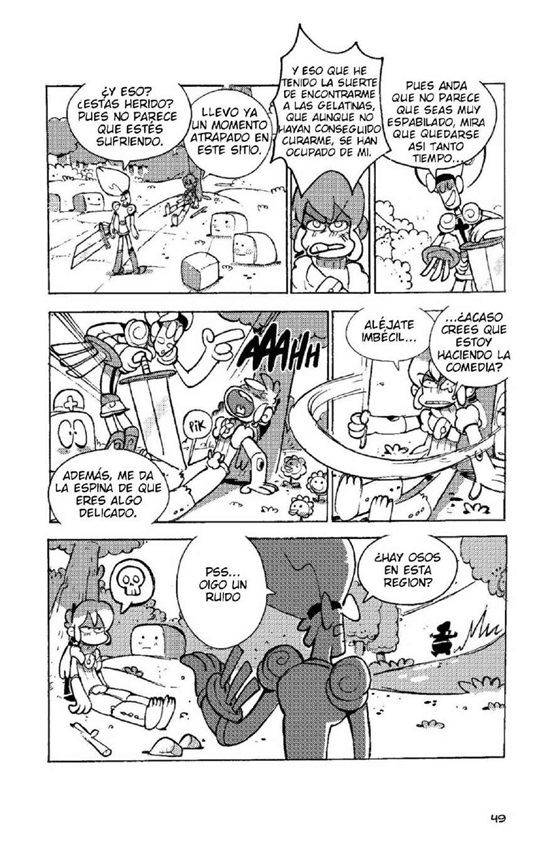 ¿Y ESO?
¿ESTÁS HERIDO?
PUES NO PARECE
QUE ESTÉS
SUFRIENDO.
LLEVO YA
UN MOMENTO
ATRAPADO EN
ESTE SITIO.
Y ESO QUE HE
TENIDO LA SUERTE
DE ENCONTRARME
A LAS GELATINAS,
QUE AUNQUE NO
HAYAN CONSEGUIDO
CURARME, SE HAN
OCUPADO DE MI.
PUES ANDA
QUE NO PARECE
QUE SEAS MUY
ESPABILADO, MIRA
QUE QUEDARSE
ASI TANTO
TIEMPO...
AAAHH
PiK
ADEMÁS, ME DA
LA ESPINA DE QUE
ERES ALGO
DELICADO.
ALÉJATE
IMBÉCIL...
...¿ACASO
CREES QUE
ESTOY
HACIENDO LA
COMEDIA?
PSS...
OIGO UN
RUIDO
¿HAY OSOS
EN ESTA
REGION?
49